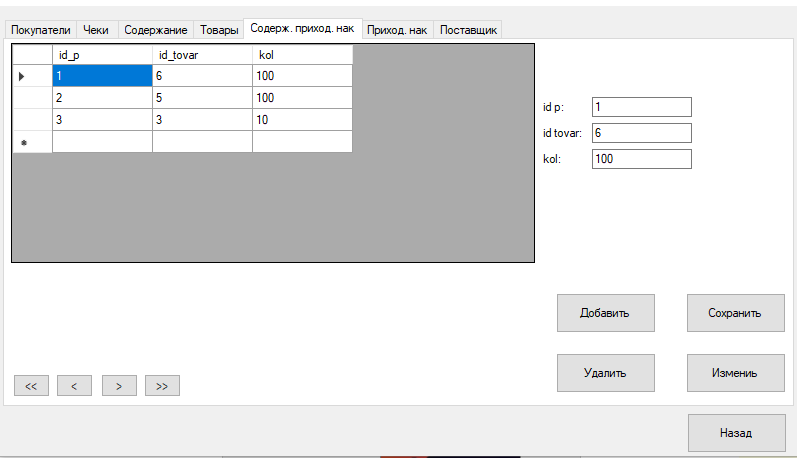 Покупатели Чеки Содержание Товары Содерж. приход. нак Приход. нак Поставщик
id_p id_tovar kol
1 6 100
2 5 100
3 3 10
id p: 1
id tovar: 6
kol: 100
Добавить Сохранить
Удалить Измениь
<< < > >>
Назад